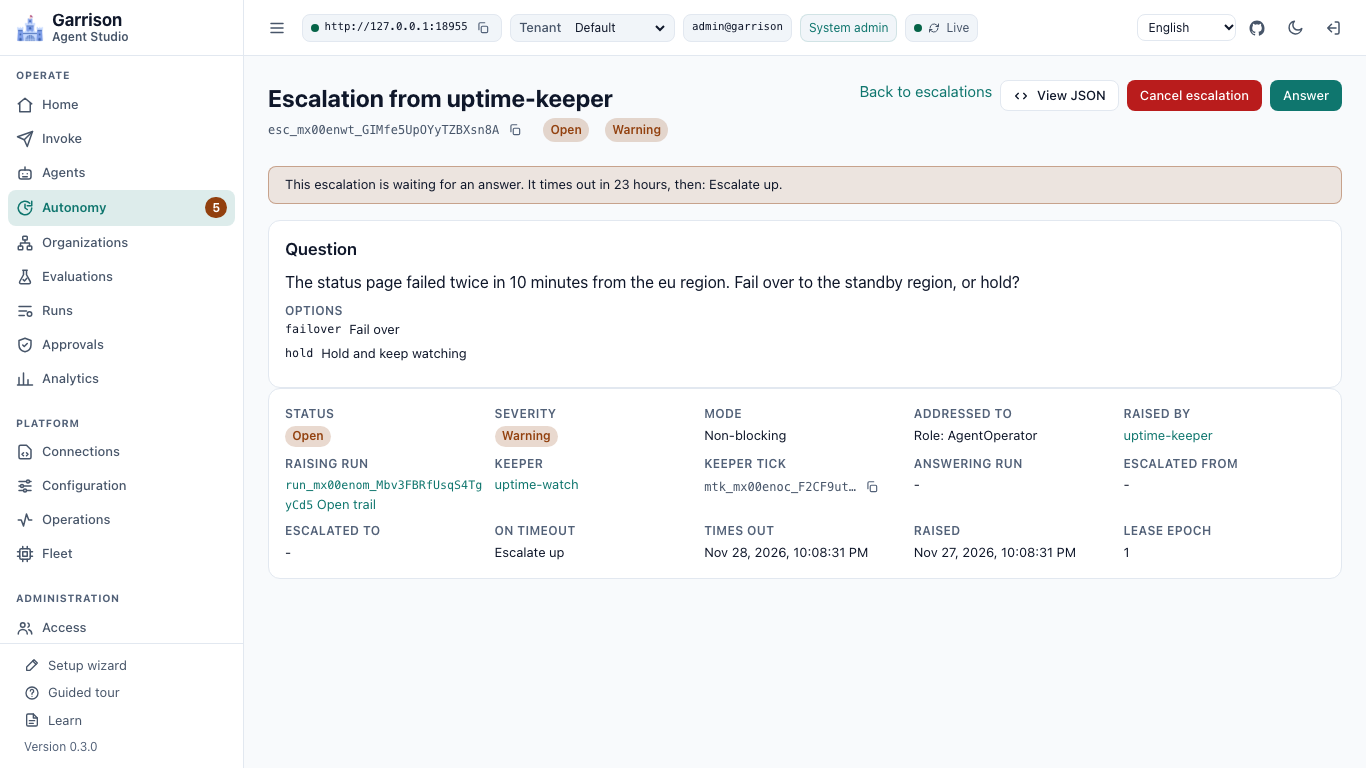 Garrison
Agent Studio
http://127.0.0.1:18955
Tenant Default
admin@garrison
System admin
Live
English
OPERATE
Home
Invoke
Agents
Autonomy 5
Organizations
Evaluations
Runs
Approvals
Analytics
PLATFORM
Connections
Configuration
Operations
Fleet
ADMINISTRATION
Access
Setup wizard
Guided tour
Learn
Version 0.3.0
Escalation from uptime-keeper
Back to escalations
View JSON
Cancel escalation
Answer
esc_mx00enwt_GIMfe5UpOYyTZBXsn8A
Open
Warning
This escalation is waiting for an answer. It times out in 23 hours, then: Escalate up.
Question
The status page failed twice in 10 minutes from the eu region. Fail over to the standby region, or hold?
OPTIONS
failover Fail over
hold Hold and keep watching
STATUS
Open
SEVERITY
Warning
MODE
Non-blocking
ADDRESSED TO
Role: AgentOperator
RAISED BY
uptime-keeper
RAISING RUN
run_mx00enom_Mbv3FBRfUsqS4Tg
yCd5 Open trail
KEEPER
uptime-watch
KEEPER TICK
mtk_mx00enoc_F2CF9ut…
ANSWERING RUN
-
ESCALATED FROM
-
ESCALATED TO
-
ON TIMEOUT
Escalate up
TIMES OUT
Nov 28, 2026, 10:08:31 PM
RAISED
Nov 27, 2026, 10:08:31 PM
LEASE EPOCH
1